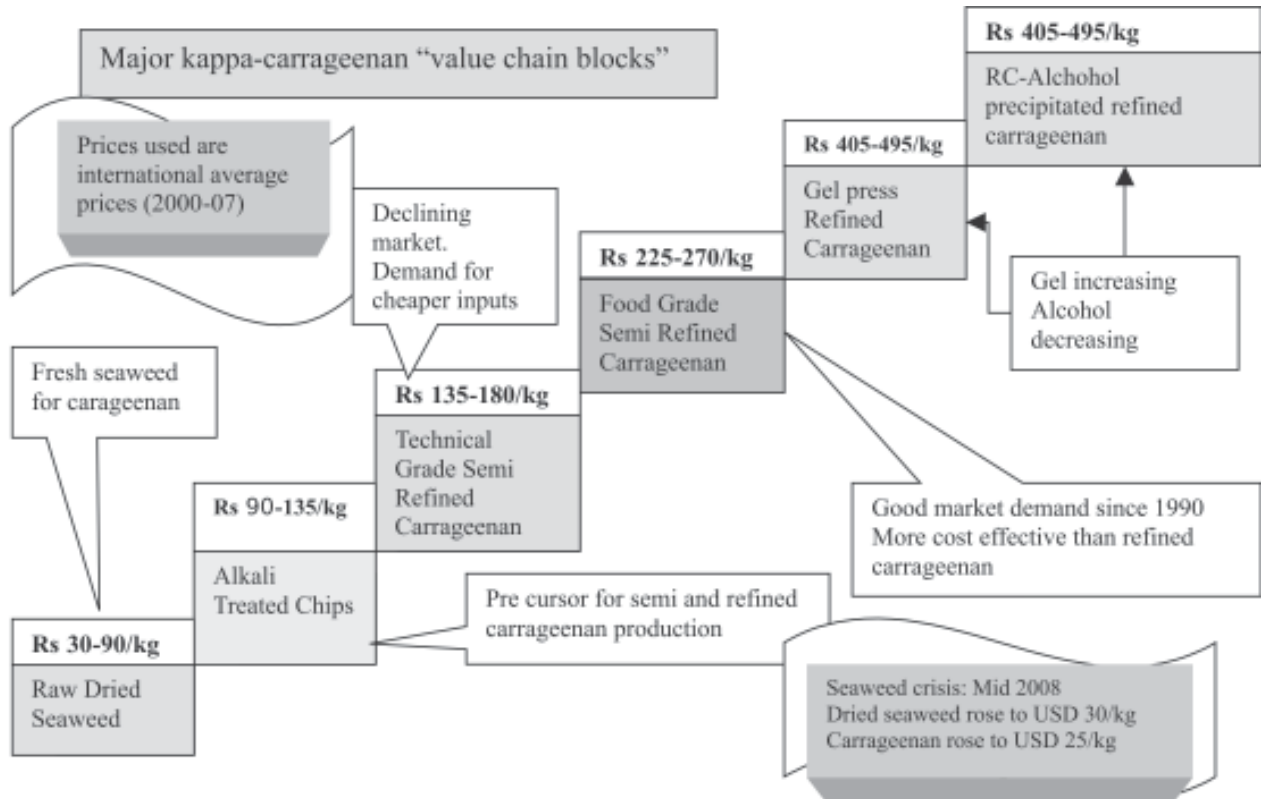 Major kappa-carrageenan “value chain blocks”
Prices used are
international average
prices (2000-07)
Fresh seaweed
for carageenan
Rs 30-90/kg
Raw Dried
Seaweed
Rs 90-135/kg
Alkali
Treated Chips
Pre cursor for semi and refined
carrageenan production
Declining
market.
Demand for
cheaper inputs
Rs 135-180/kg
Technical
Grade Semi
Refined
Carrageenan
Rs 225-270/kg
Food Grade
Semi Refined
Carrageenan
Good market demand since 1990
More cost effective than refined
carrageenan
Rs 405-495/kg
Gel press
Refined
Carrageenan
Rs 405-495/kg
RC-Alchohol
precipitated refined
carrageenan
Gel increasing
Alcohol
decreasing
Seaweed crisis: Mid 2008
Dried seaweed rose to USD 30/kg
Carrageenan rose to USD 25/kg